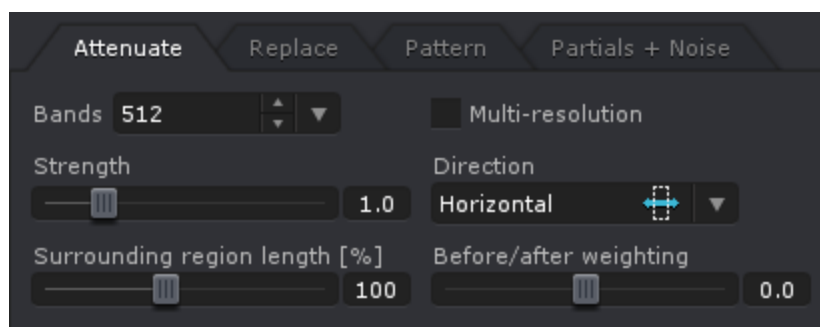 Attenuate Replace Pattern Partials + Noise
Bands 512 Multi-resolution
Strength Direction
1.0 Horizontal
Surrounding region length [%] Before/after weighting
100 0.0